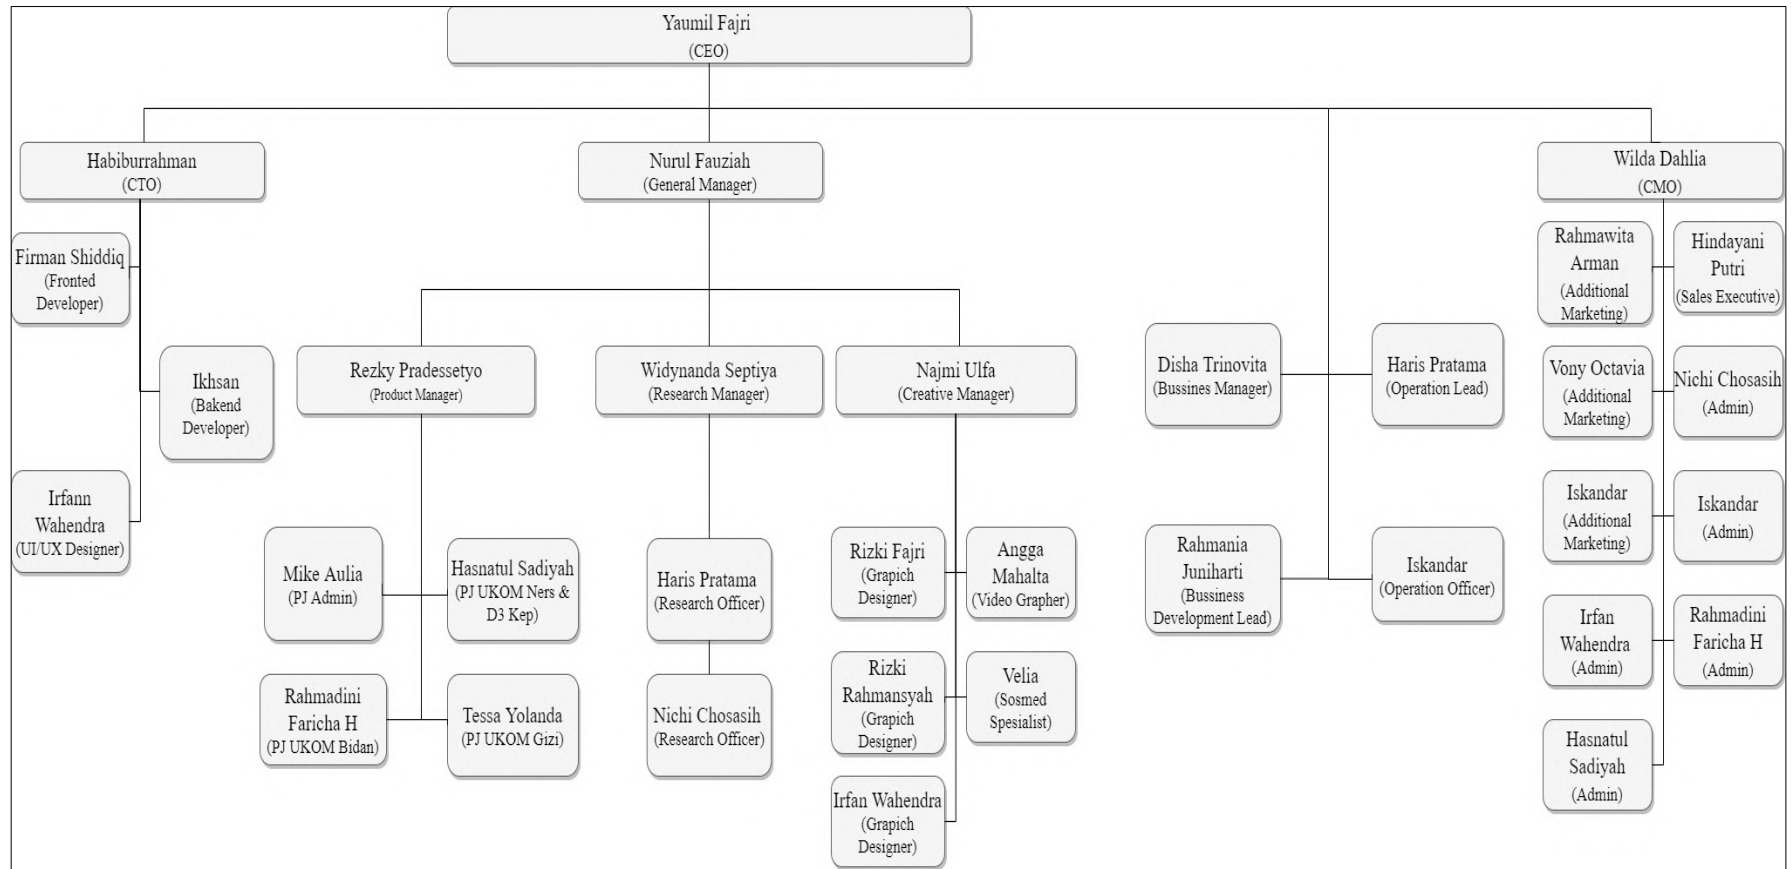 Yaumil Fajri
(CEO)
Habiburrahman
(CTO)
Nurul Fauziah
(General Manager)
Wilda Dahlia
(CMO)
Firman Shiddiq
(Fronted
Developer)
Ikhsan
(Bakend
Developer)
Irfann
Wahendra
(UI/UX Designer)
Rezky Pradessetyo
(Product Manager)
Widynanda Septiya
(Research Manager)
Najmi Ulfa
(Creative Manager)
Mike Aulia
(PJ Admin)
Hasnatul Sadiyah
(PJ UKOM Ners &
D3 Kep)
Rahmadini
Faricha H
(PJ UKOM Bidan)
Tessa Yolanda
(PJ UKOM Gizi)
Haris Pratama
(Research Officer)
Nichi Chosasih
(Research Officer)
Rizki Fajri
(Grapich
Designer)
Angga
Mahalta
(Video Grapher)
Rizki
Rahmansyah
(Grapich
Designer)
Velia
(Sosmed
Spesialist)
Irfan Wahendra
(Grapich
Designer)
Disha Trinovita
(Bussines Manager)
Haris Pratama
(Operation Lead)
Rahmania
Juniharti
(Bussiness
Development Lead)
Iskandar
(Operation Officer)
Rahmawita
Arman
(Additional
Marketing)
Hindayani
Putri
(Sales Executive)
Vony Octavia
(Additional
Marketing)
Nichi Chosasih
(Admin)
Iskandar
(Additional
Marketing)
Iskandar
(Admin)
Irfan
Wahendra
(Admin)
Rahmadini
Faricha H
(Admin)
Hasnatul
Sadiyah
(Admin)